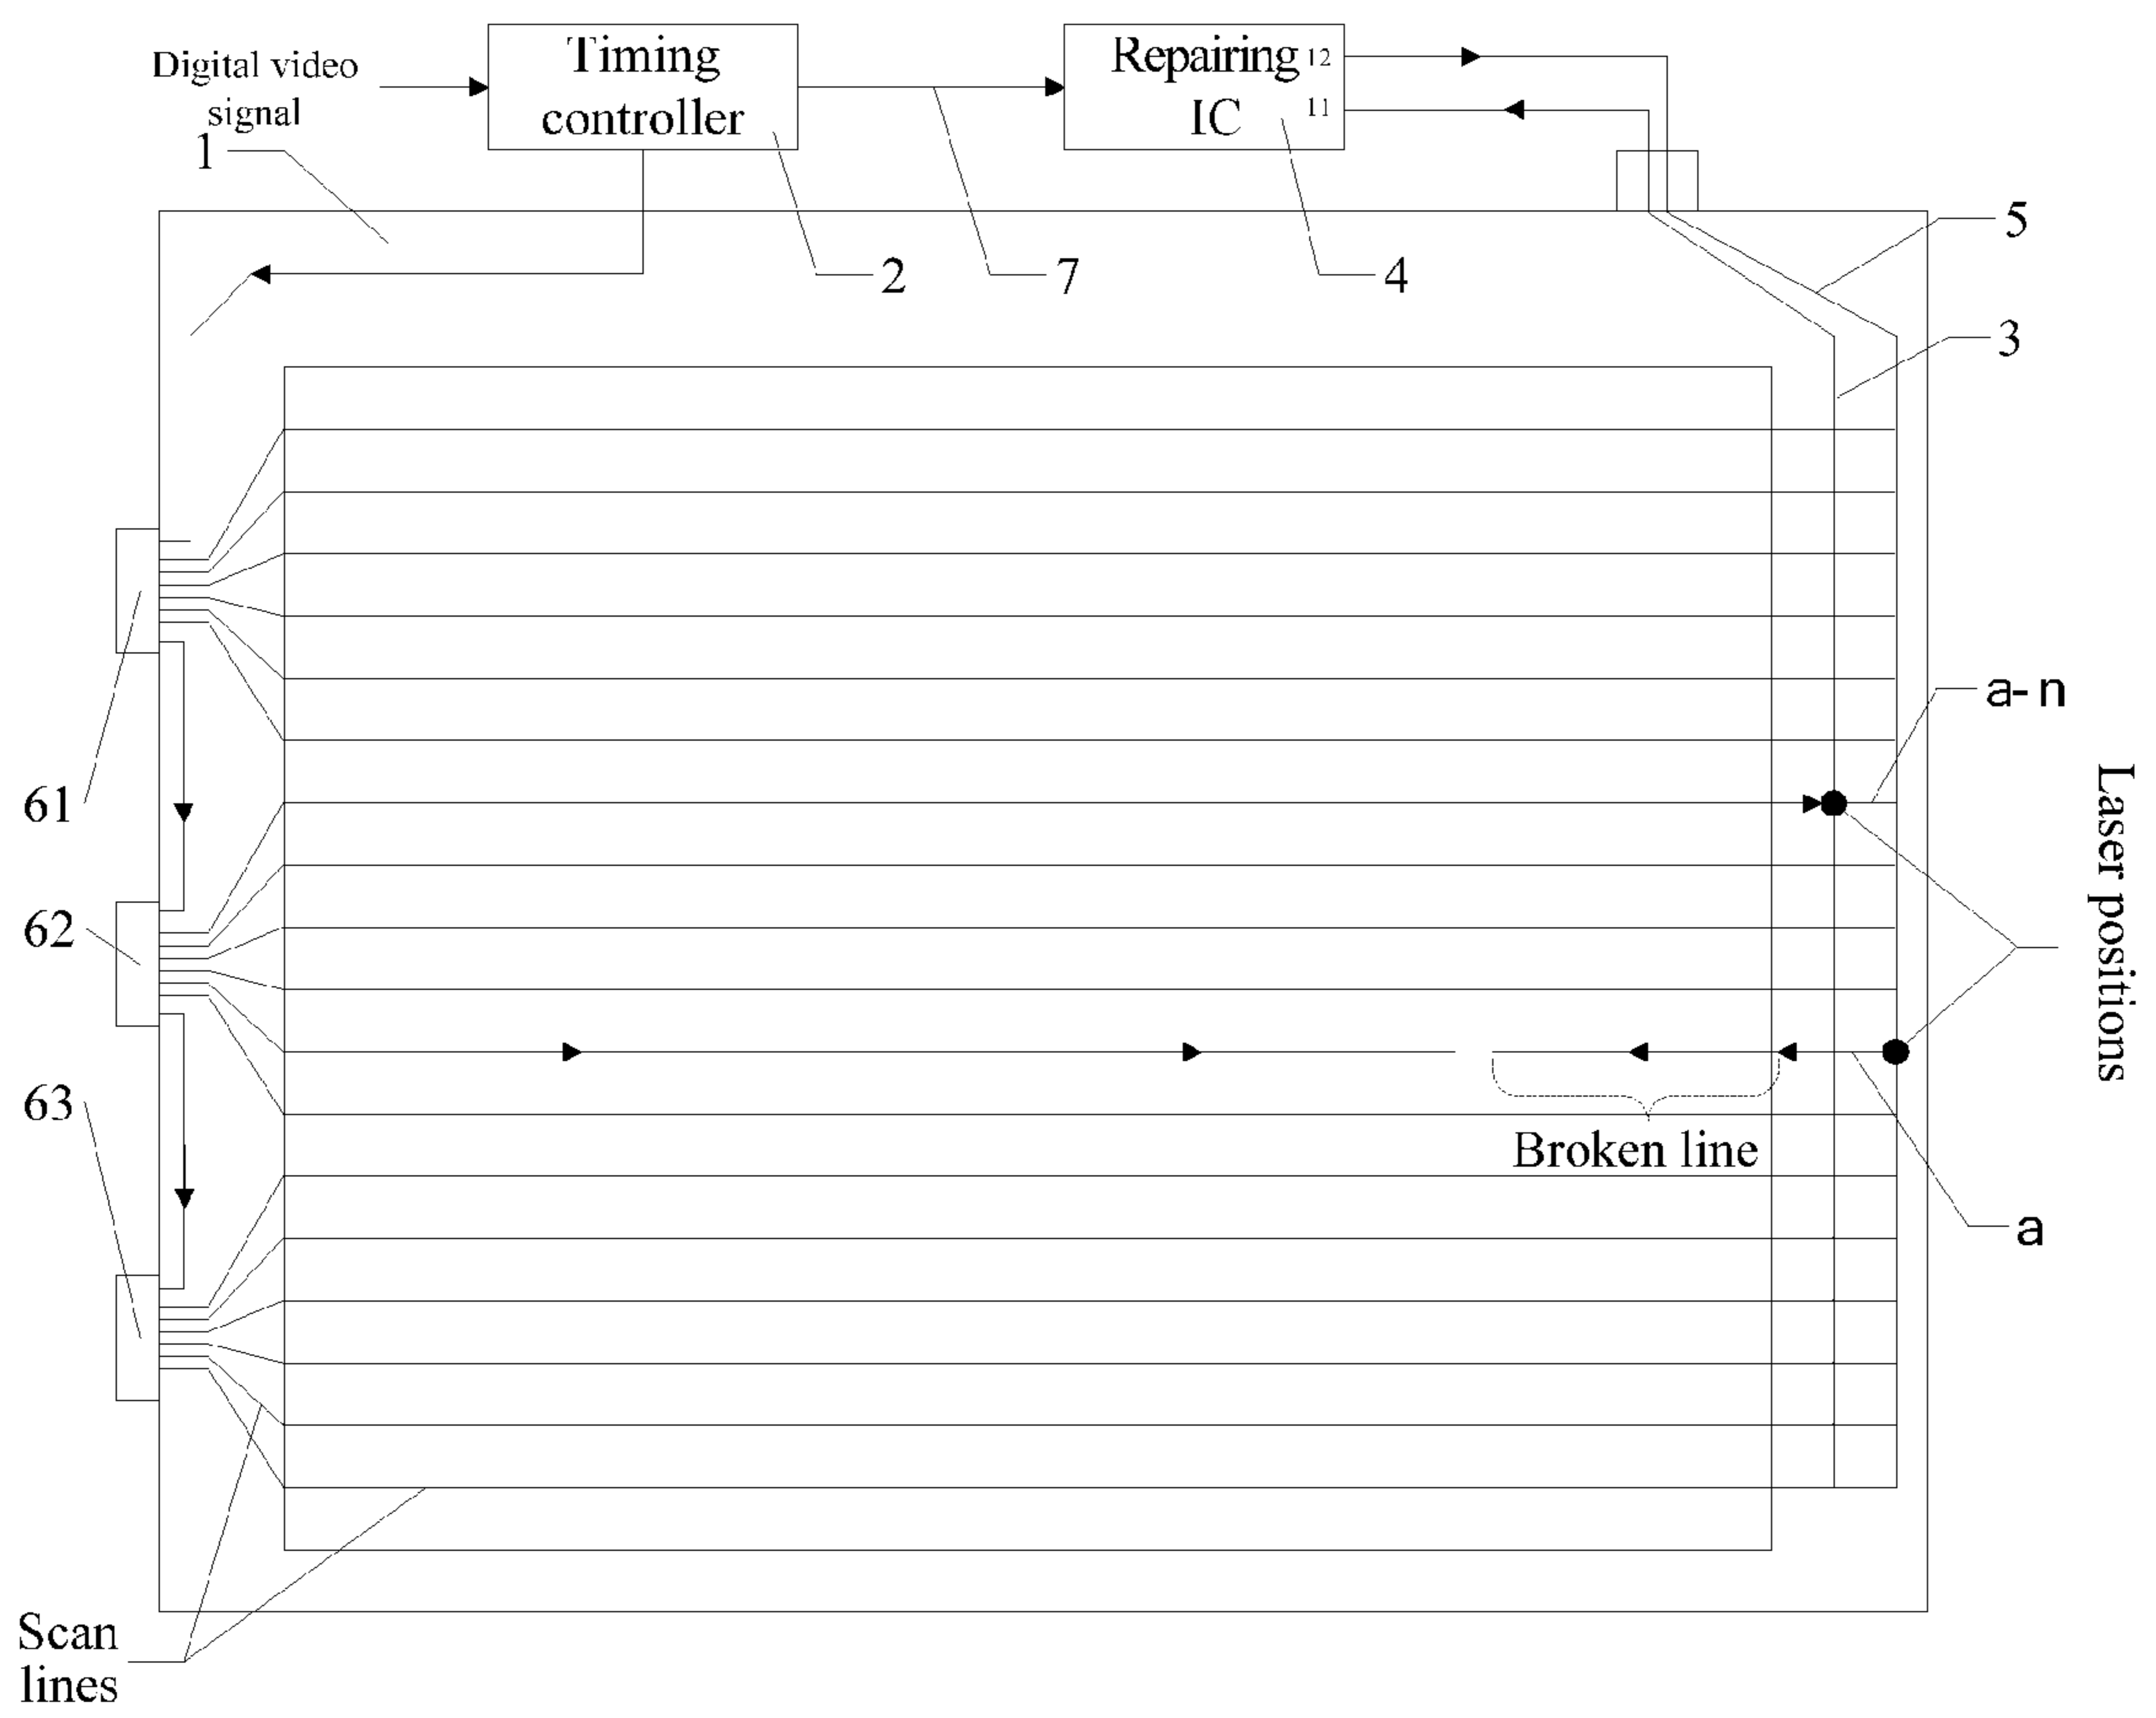 Digital video
signal
Timing
controller
Repairing
IC
12
11
1
2
7
4
5
3
61
a-n
62
Laser positions
63
Broken line
a
Scan
lines